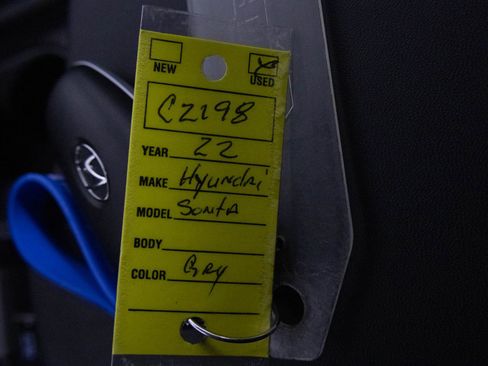 NEW USED
C2198
YEAR 22
MAKE Hyundai
MODEL Sonta
BODY
COLOR Gry